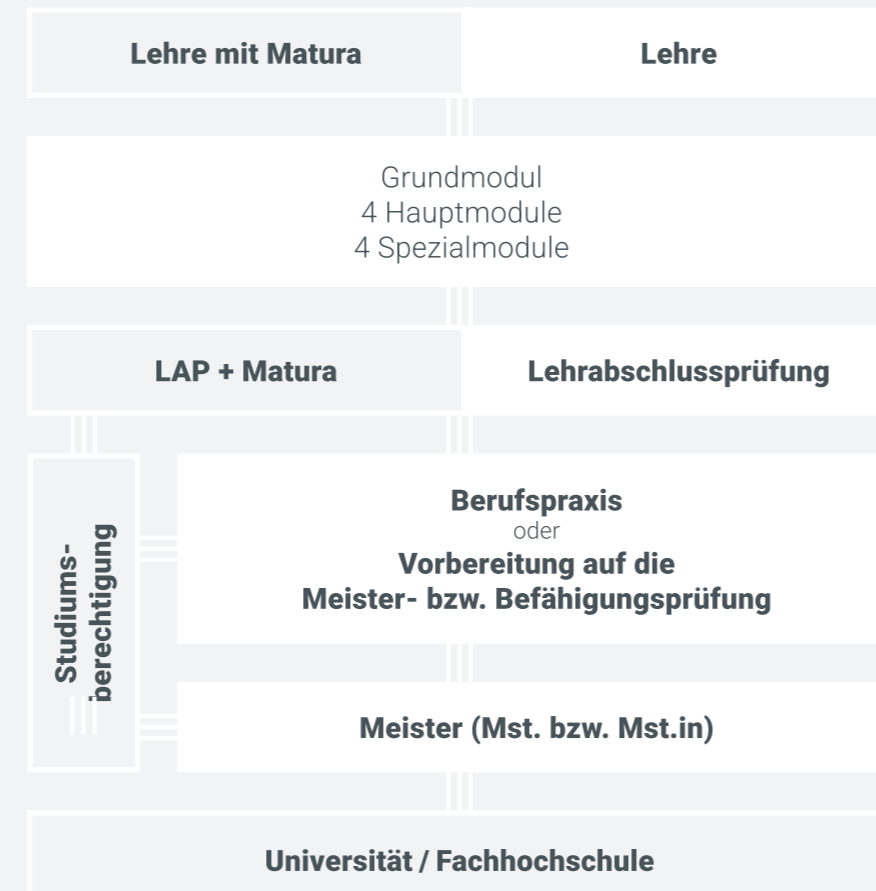 Lehre mit Matura
Lehre
Grundmodul
4 Hauptmodule
4 Spezialmodule
LAP + Matura
Lehrabschlussprüfung
Studiums-
berechtigung
Berufspraxis
oder
Vorbereitung auf die
Meister- bzw. Befähigungsprüfung
Meister (Mst. bzw. Mst.in)
Universität / Fachhochschule